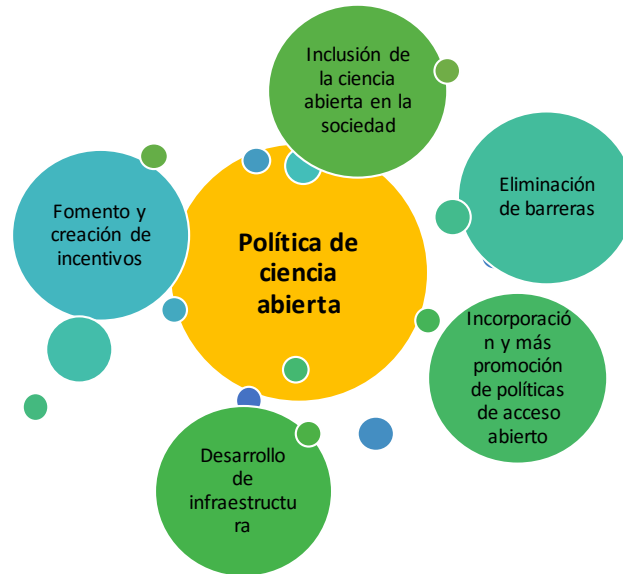 Inclusión de
la ciencia
abierta en la
sociedad
Eliminación
de barreras
Fomento y
creación de
incentivos
Política de
ciencia
abierta
Incorporació
n y más
promoción
de políticas
de acceso
abierto
Desarrollo
de
infraestructu
ra